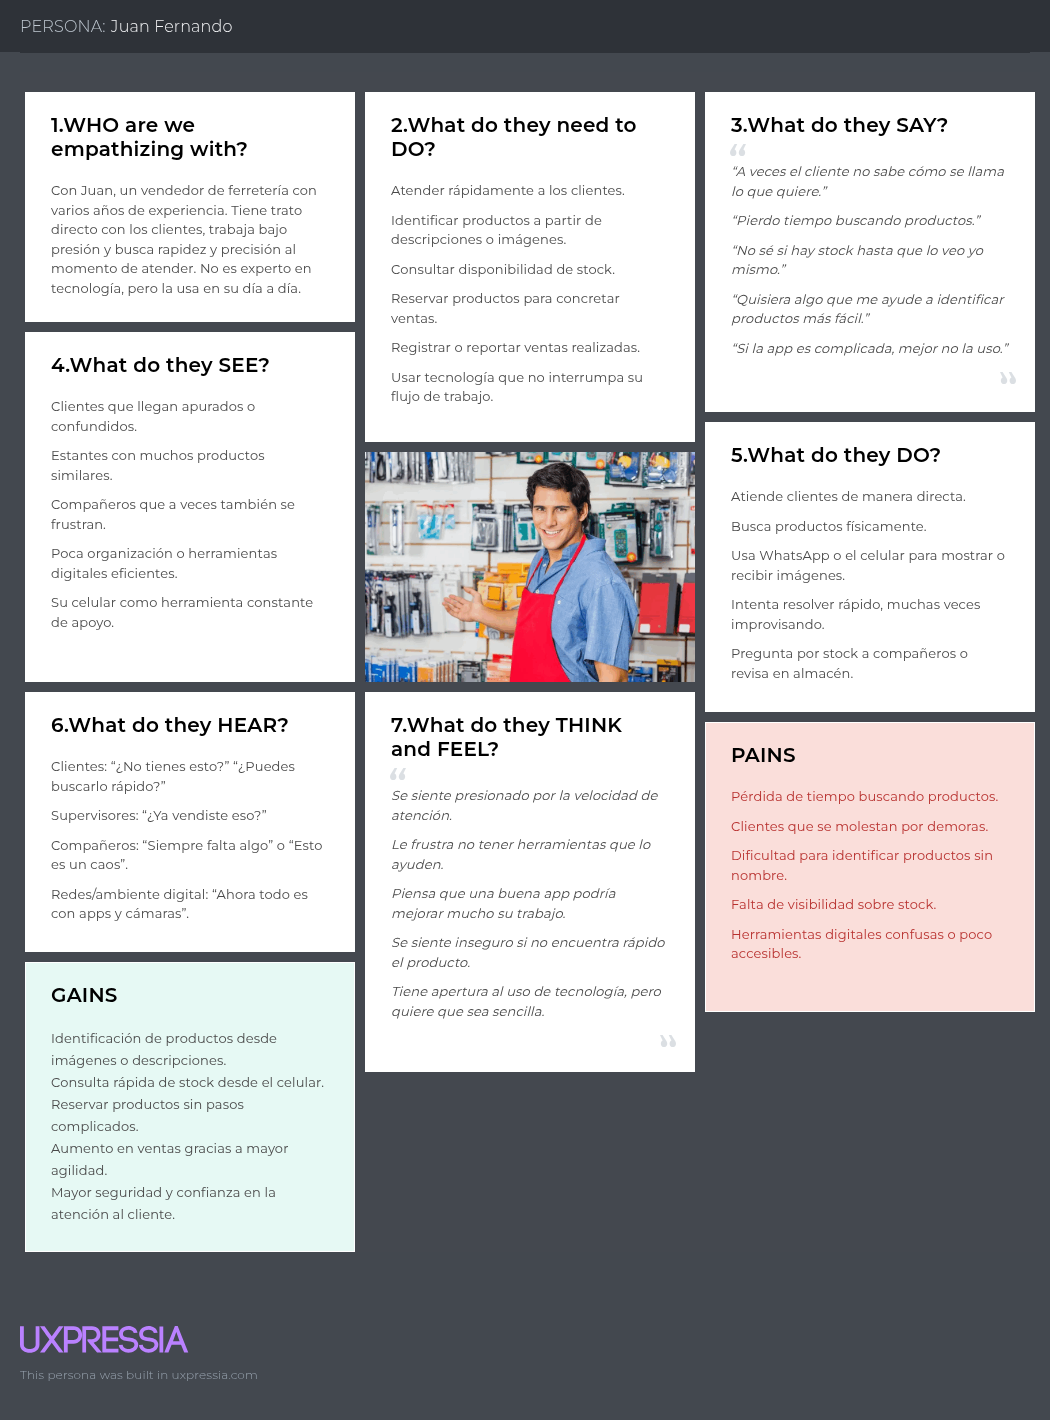 PERSONA: Juan Fernando
1.WHO are we
empathizing with?
Con Juan, un vendedor de ferretería con
varios años de experiencia. Tiene trato
directo con los clientes, trabaja bajo
presión y busca rapidez y precisión al
momento de atender. No es experto en
tecnología, pero la usa en su día a día.
2.What do they need to
DO?
Atender rápidamente a los clientes.
Identificar productos a partir de
descripciones o imágenes.
Consultar disponibilidad de stock.
Reservar productos para concretar
ventas.
Registrar o reportar ventas realizadas.
Usar tecnología que no interrumpa su
flujo de trabajo.
3.What do they SAY?
“
“A veces el cliente no sabe cómo se llama
lo que quiere.”
“Pierdo tiempo buscando productos.”
“No sé si hay stock hasta que lo veo yo
mismo.”
“Quisiera algo que me ayude a identificar
productos más fácil.”
“Si la app es complicada, mejor no la uso.”
”
4.What do they SEE?
Clientes que llegan apurados o
confundidos.
Estantes con muchos productos
similares.
Compañeros que a veces también se
frustran.
Poca organización o herramientas
digitales eficientes.
Su celular como herramienta constante
de apoyo.
5.What do they DO?
Atiende clientes de manera directa.
Busca productos físicamente.
Usa WhatsApp o el celular para mostrar o
recibir imágenes.
Intenta resolver rápido, muchas veces
improvisando.
Pregunta por stock a compañeros o
revisa en almacén.
6.What do they HEAR?
Clientes: “¿No tienes esto?” “¿Puedes
buscarlo rápido?”
Supervisores: “¿Ya vendiste eso?”
Compañeros: “Siempre falta algo” o “Esto
es un caos”.
Redes/ambiente digital: “Ahora todo es
con apps y cámaras”.
7.What do they THINK
and FEEL?
“
Se siente presionado por la velocidad de
atención.
Le frustra no tener herramientas que lo
ayuden.
Piensa que una buena app podría
mejorar mucho su trabajo.
Se siente inseguro si no encuentra rápido
el producto.
Tiene apertura al uso de tecnología, pero
quiere que sea sencilla.
”
PAINS
Pérdida de tiempo buscando productos.
Clientes que se molestan por demoras.
Dificultad para identificar productos sin
nombre.
Falta de visibilidad sobre stock.
Herramientas digitales confusas o poco
accesibles.
GAINS
Identificación de productos desde
imágenes o descripciones.
Consulta rápida de stock desde el celular.
Reservar productos sin pasos
complicados.
Aumento en ventas gracias a mayor
agilidad.
Mayor seguridad y confianza en la
atención al cliente.
UXPRESSIA
This persona was built in uxpressia.com